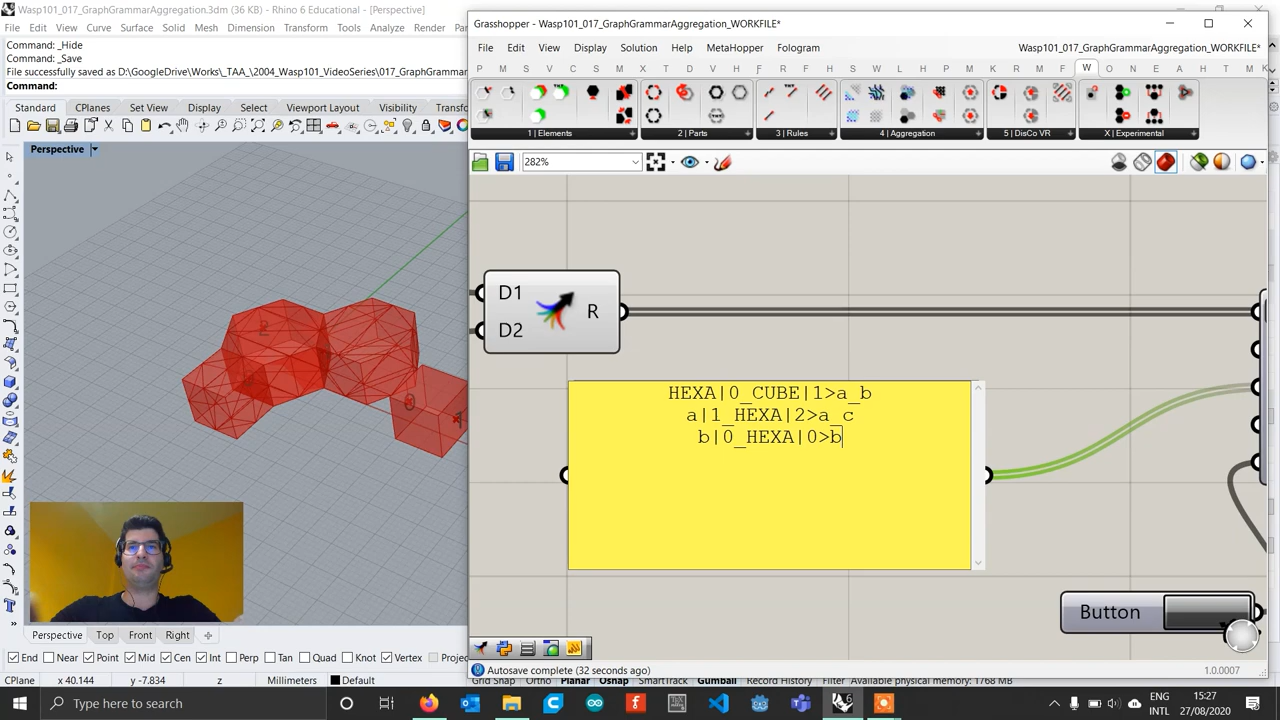 Wasp101_017_GraphGrammarAggregation.3dm (36 KB) - Rhino 6 Educational - [Perspective]
File Edit View Curve Surface Solid Mesh Dimension Transform Tools Analyze Render
Command: _Hide
Command: _Save
File successfully saved as D:\GoogleDrive\Works\_TAA_\2004_Wasp101_VideoSeries\017_GraphGrammar
Command:
Standard CPlanes Set View Display Select Viewport Layout Visibility Transf
Perspective
2
0
Perspective Top Front Right
End Near Point Mid Cen Int Perp Tan Quad Knot Vertex Projec
CPlane x 40.144 y -7.834 z Millimeters Default Grid Snap Ortho Planar Osnap SmartTrack Gumball Record History Filter Available physical memory: 1768 MB
Grasshopper - Wasp101_017_GraphGrammarAggregation_WORKFILE*
File Edit View Display Solution Help MetaHopper Fologram
Wasp101_017_GraphGrammarAggregation_WORKFILE*
P M S V C S M X D T D V M K R F H A S W L P M K R M F W O N E A H T M K
1 | Elements 2 | Parts 3 | Rules 4 | Aggregation 5 | DisCo VR X | Experimental
282%
D1
D2
R
HEXA|0_CUBE|1>a_b
a|1_HEXA|2>a_c
b|0_HEXA|0>b
Button
Autosave complete (32 seconds ago)
1.0.0007
Type here to search
ENG
INTL
15:27
27/08/2020